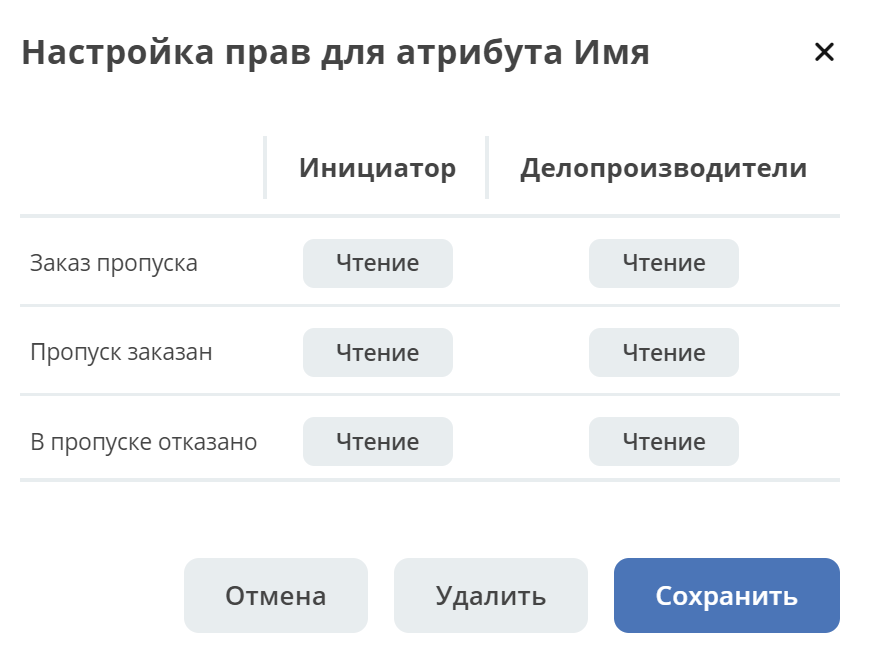 Настройка прав для атрибута Имя
Инициатор Делопроизводители
Заказ пропуска Чтение Чтение
Пропуск заказан Чтение Чтение
В пропуске отказано Чтение Чтение
Отмена Удалить Сохранить